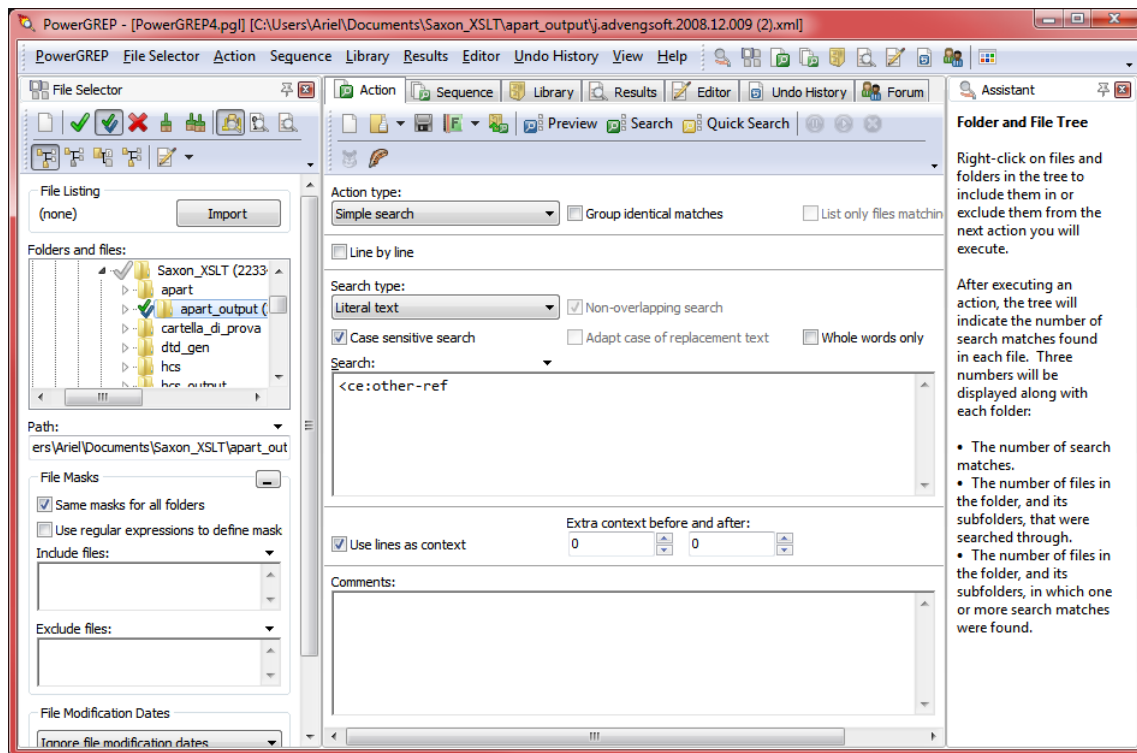 PowerGREP - [PowerGREP4.pgl] [C:\Users\Ariel\Documents\Saxon_XSLT\apart_output\j.advengsoft.2008.12.009 (2).xml]
PowerGREP File Selector Action Sequence Library Results Editor Undo History View Help
File Selector
File Listing
(none)
Import
Folders and files:
Saxon_XSLT (2233
apart
apart_output (
cartella_di_prova
dtd_gen
hcs
hcs_output
Path:
ers\Ariel\Documents\Saxon_XSLT\apart_out
File Masks
Same masks for all folders
Use regular expressions to define mask
Include files:
Exclude files:
File Modification Dates
Ignore file modification dates
Action Sequence Library Results Editor Undo History Forum
Preview Search Quick Search
Action type:
Simple search
Group identical matches
List only files matchin
Line by line
Search type:
Literal text
Non-overlapping search
Case sensitive search
Adapt case of replacement text
Whole words only
Search:
<ce:other-ref
Extra context before and after:
Use lines as context
0
0
Comments:
Assistant
Folder and File Tree
Right-click on files and
folders in the tree to
include them in or
exclude them from the
next action you will
execute.
After executing an
action, the tree will
indicate the number of
search matches found
in each file. Three
numbers will be
displayed along with
each folder:
• The number of search
matches.
• The number of files in
the folder, and its
subfolders, that were
searched through.
• The number of files in
the folder, and its
subfolders, in which one
or more search matches
were found.